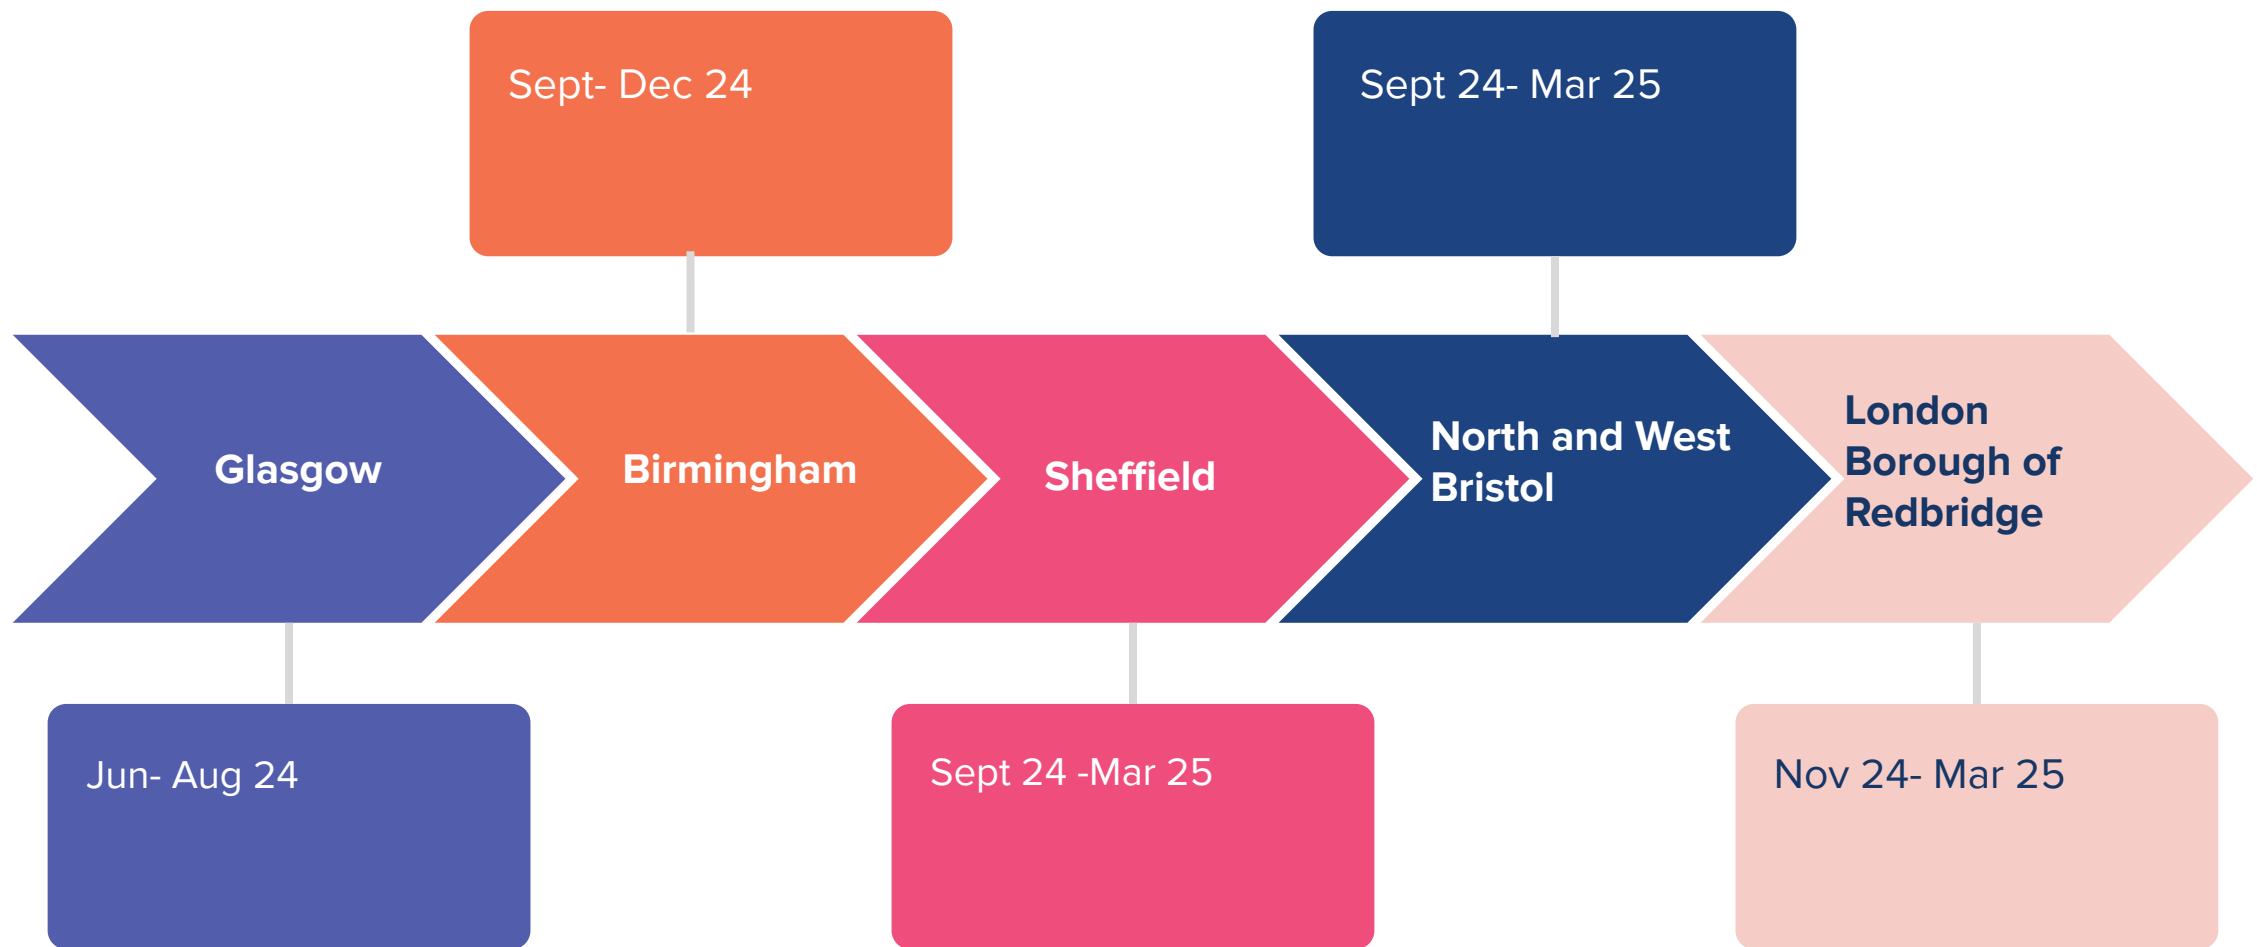 Sept- Dec 24
Sept 24- Mar 25
Glasgow
Birmingham
Sheffield
North and West
Bristol
London
Borough of
Redbridge
Jun- Aug 24
Sept 24 -Mar 25
Nov 24- Mar 25